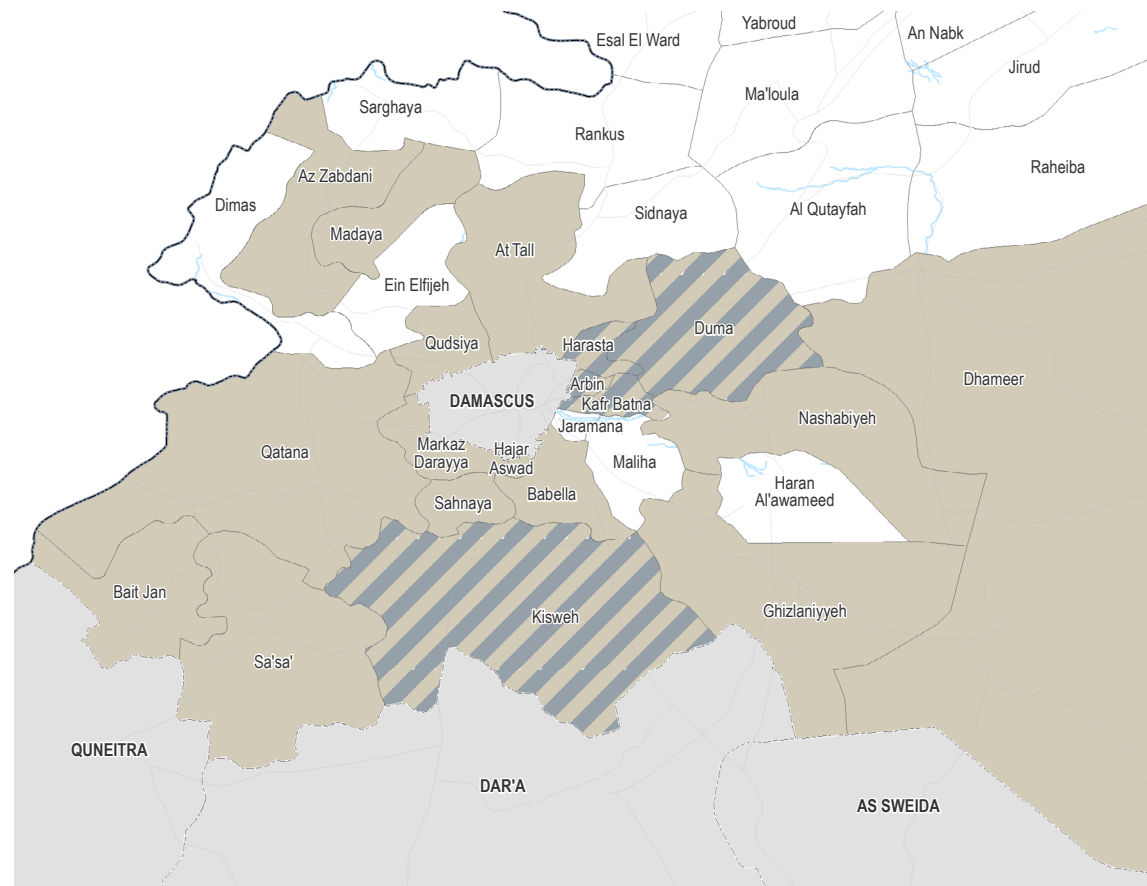 Yabroud
An Nabk
Esal El Ward
Jirud
Ma'loula
Sarghaya
Rankus
Raheiba
Az Zabdani
Dimas
Sidnaya
Al Qutayfah
Madaya
At Tall
Ein Elfijeh
Duma
Qudsiya
Harasta
Dhameer
Arbin
DAMASCUS
Kafr Batna
Nashabiyeh
Jaramana
Qatana
Markaz
Darayya
Hajar
Aswad
Maliha
Haran
Al'awameed
Sahnaya
Babella
Bait Jan
Kisweh
Ghizlaniyyeh
Sa'sa'
QUNEITRA
DAR'A
AS SWEIDA